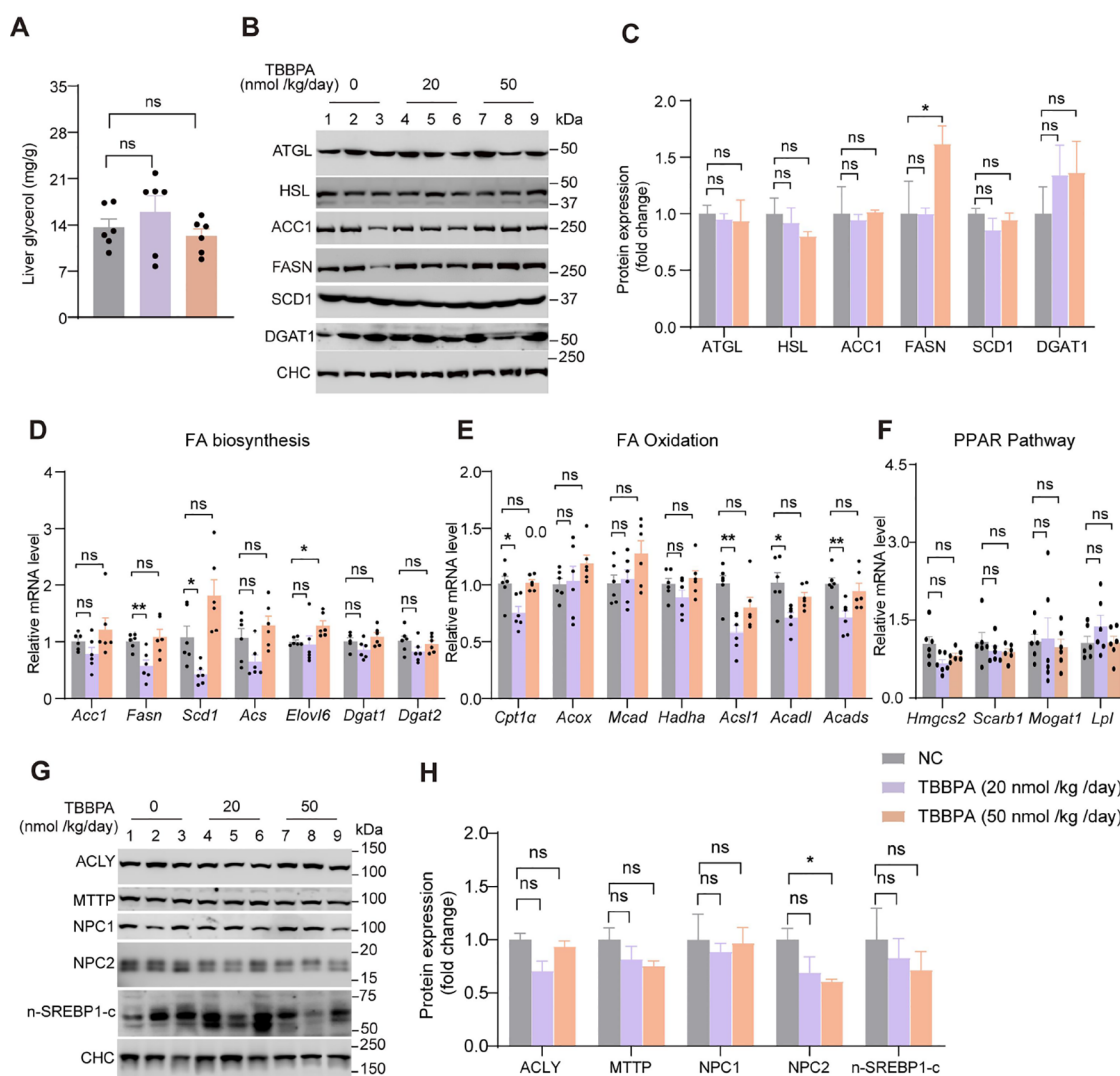 A
Liver glycerol (mg/g)
35
28
21
14
7
0
ns
ns
B
TBBPA
(nmol /kg/day)
0 20 50
1 2 3 4 5 6 7 8 9 kDa
ATGL 50
HSL 50
37
ACC1 250
FASN 250
SCD1 37
DGAT1 50
CHC 250
C
Protein expression
(fold change)
2.0
1.5
1.0
0.5
0.0
ns ns ns ns ns ns ns * ns ns ns ns
ATGL HSL ACC1 FASN SCD1 DGAT1
D
FA biosynthesis
Relative mRNA level
4
3
2
1
0
ns ns ** ns * ns ns ns ns * ns ns ns ns
Acc1 Fasn Scd1 Acs Elovl6 Dgat1 Dgat2
E
FA Oxidation
Relative mRNA level
2.0
1.5
1.0
0.5
0.0
0.0
* ns ns ns ns ns ns ns ** ns * ns ** ns
Cpt1α Acox Mcad Hadha Acsl1 Acadl Acads
F
PPAR Pathway
Relative mRNA level
4.5
3.0
1.5
0.0
ns ns ns ns ns ns ns ns
Hmgcs2 Scarb1 Mogat1 Lpl
NC
TBBPA (20 nmol /kg /day)
TBBPA (50 nmol /kg /day)
G
TBBPA
(nmol /kg/day)
0 20 50
1 2 3 4 5 6 7 8 9 kDa
150
ACLY 100
MTTP 100
NPC1 100
20
NPC2
15
75
n-SREBP1-c
50
250
CHC
150
H
Protein expression
(fold change)
2.0
1.5
1.0
0.5
0.0
ns ns ns ns ns ns ns * ns ns
ACLY MTTP NPC1 NPC2 n-SREBP1-c